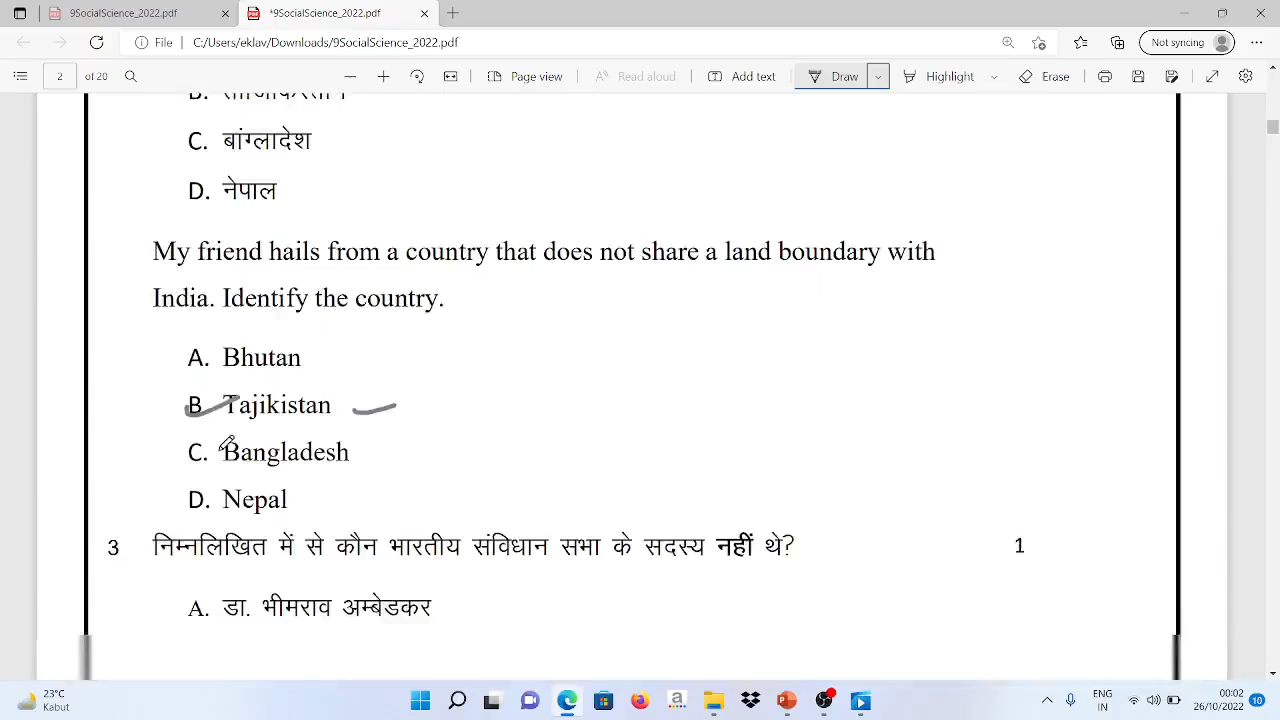 9SocialScience_2022.pdf
*9SocialScience_2022.pdf
File C:/Users/eklav/Downloads/9SocialScience_2022.pdf
Not syncing
2 of 20
Page view
Read aloud
Add text
Draw
Highlight
Erase
C. बांग्लादेश
D. नेपाल
My friend hails from a country that does not share a land boundary with
India. Identify the country.
A. Bhutan
B Tajikistan
C. Bangladesh
D. Nepal
3 निम्नलिखित में से कौन भारतीय संविधान सभा के सदस्य नहीं थे? 1
A. डा. भीमराव अम्बेडकर
23°C
Kabut
ENG
IN
00:02
26/10/2022
10